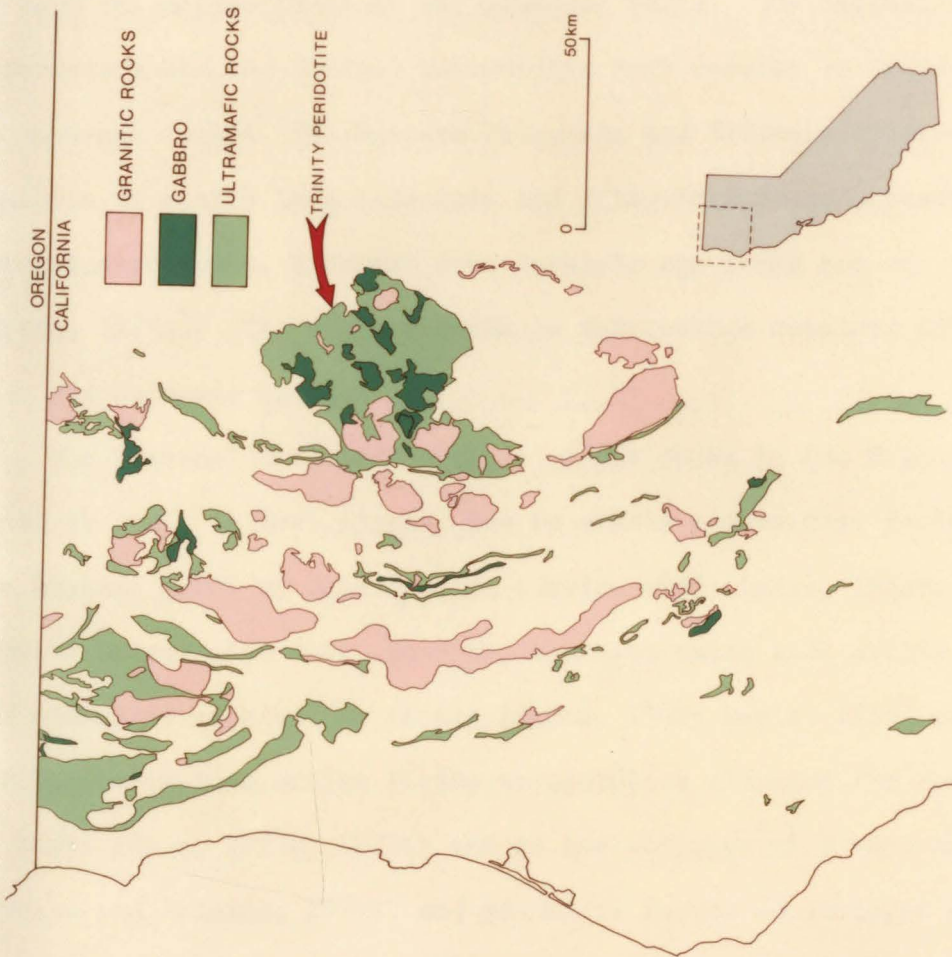 OREGON
CALIFORNIA
GRANITIC ROCKS
GABBRO
ULTRAMAFIC ROCKS
TRINITY PERIDOTITE
0
50km